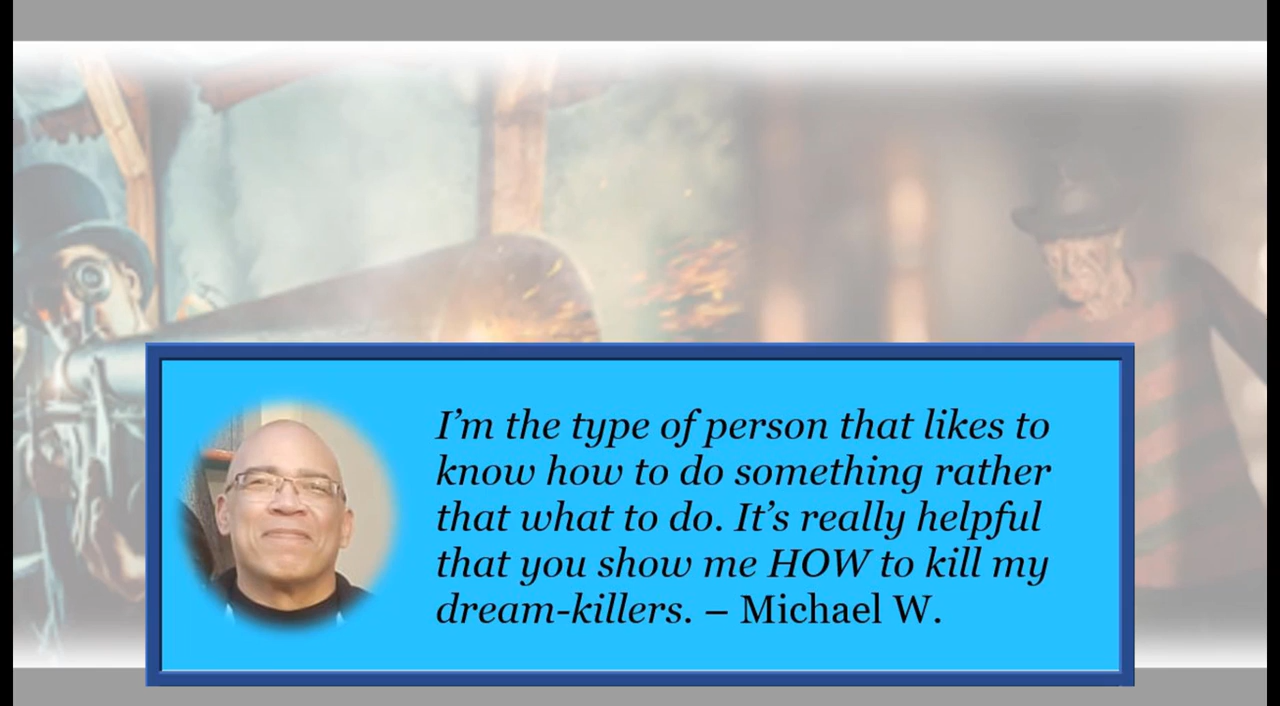 I’m the type of person that likes to
know how to do something rather
that what to do. It’s really helpful
that you show me HOW to kill my
dream-killers. – Michael W.